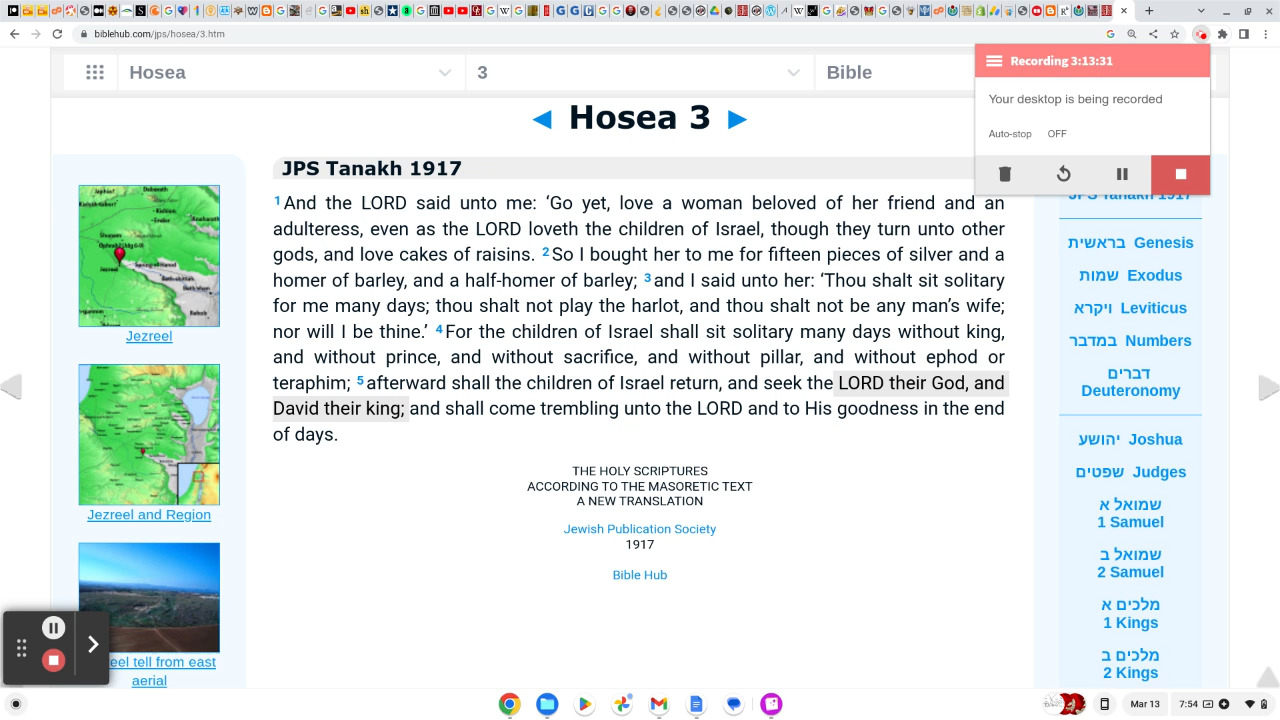 biblehub.com/jps/hosea/3.htm
Recording 3:13:31
Your desktop is being recorded
Auto-stop OFF
Hosea 3 Bible
◄ Hosea 3 ►
JPS Tanakh 1917
1 And the LORD said unto me: ‘Go yet, love a woman beloved of her friend and an
adulteress, even as the LORD loveth the children of Israel, though they turn unto other
gods, and love cakes of raisins. 2 So I bought her to me for fifteen pieces of silver and a
homer of barley, and a half-homer of barley; 3 and I said unto her: ‘Thou shalt sit solitary
for me many days; thou shalt not play the harlot, and thou shalt not be any man’s wife;
nor will I be thine.’ 4 For the children of Israel shall sit solitary many days without king,
and without prince, and without sacrifice, and without pillar, and without ephod or
teraphim; 5 afterward shall the children of Israel return, and seek the LORD their God, and
David their king; and shall come trembling unto the LORD and to His goodness in the end
of days.
THE HOLY SCRIPTURES
ACCORDING TO THE MASORETIC TEXT
A NEW TRANSLATION
Jewish Publication Society
1917
Bible Hub
Jezreel
Jezreel and Region
eel tell from east
aerial
JPS Tanakh 1917
בראשית Genesis
שמות Exodus
ויקרא Leviticus
במדבר Numbers
דברים
Deuteronomy
יהושע Joshua
שפטים Judges
שמואל א
1 Samuel
שמואל ב
2 Samuel
מלכים א
1 Kings
מלכים ב
2 Kings
Mar 13 7:54